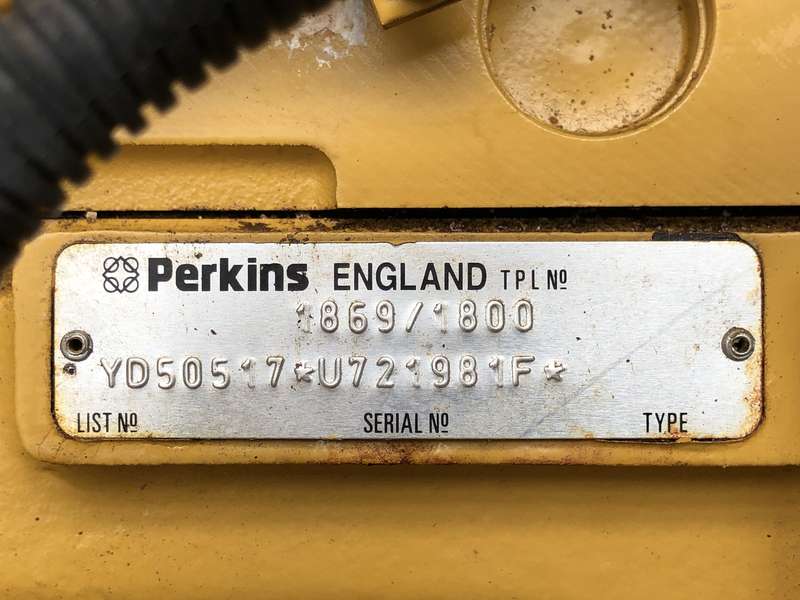 Perkins ENGLAND TPL Nº
1869/1800
YD50517*U721981F*
LIST Nº SERIAL Nº TYPE